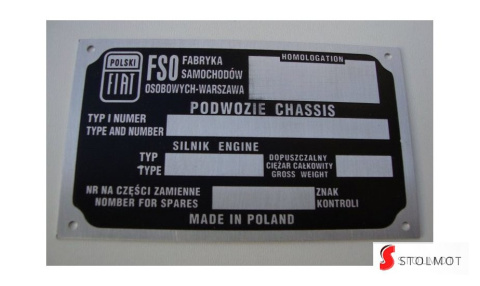 POLSKI
FIAT
FSO
FABRYKA
SAMOCHODÓW
OSOBOWYCH-WARSZAWA
HOMOLOGATION
PODWOZIE CHASSIS
TYP I NUMER
TYPE AND NUMBER
SILNIK ENGINE
TYP
TYPE
DOPUSZCZALNY
CIĘŻAR CAŁKOWITY
GROSS WEIGHT
NR NA CZĘŚCI ZAMIENNE
NOMBER FOR SPARES
ZNAK
KONTROLI
MADE IN POLAND
STOLMOT